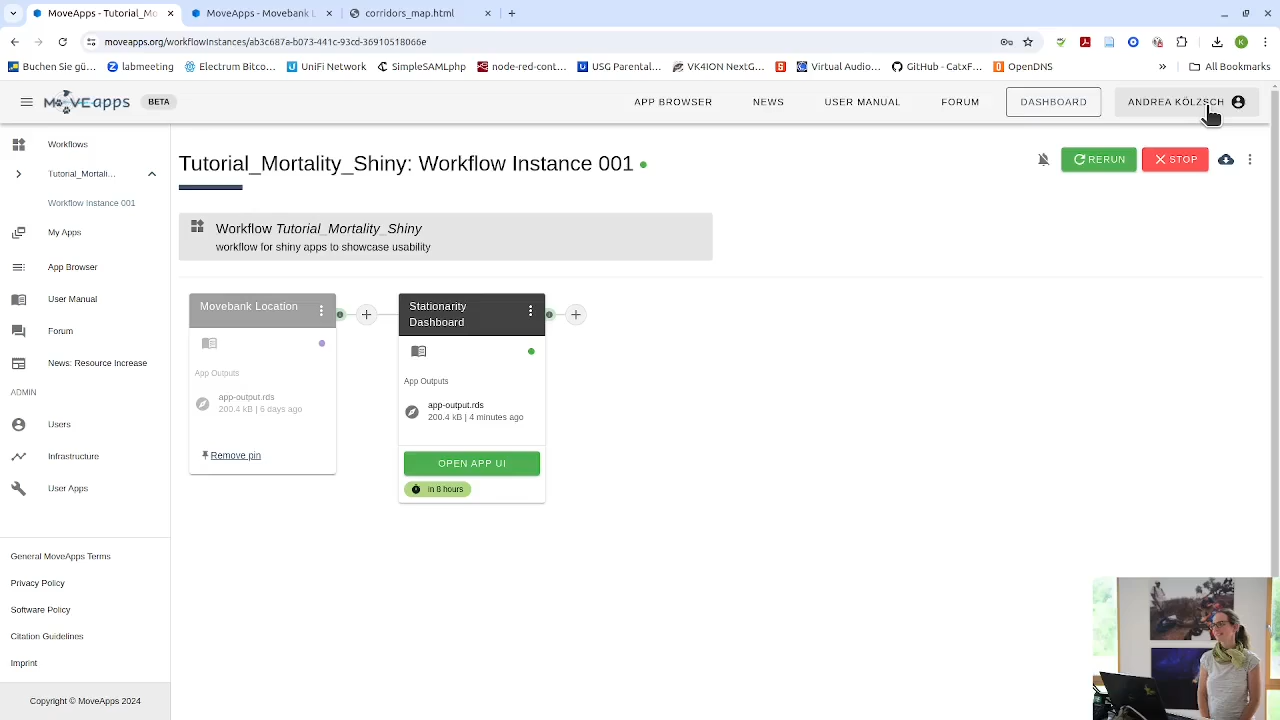 MoveApps - Tutorial_Mo
MoveApps - Movebank L
corridors_map.html
moveapps.org/workflowInstances/ab3c687a-b073-441c-93cd-36910518066e
Buchen Sie gü...
labmeeting
Electrum Bitco...
UniFi Network
SimpleSAMLphp
node-red-cont...
USG Parental...
VK4ION NextG...
Virtual Audio...
GitHub - CatxF...
OpenDNS
All Bookmarks
MOVEapps
BETA
APP BROWSER
NEWS
USER MANUAL
FORUM
DASHBOARD
ANDREA KÖLZSCH
Workflows
Tutorial_Mortali...
Workflow Instance 001
My Apps
App Browser
User Manual
Forum
News: Resource Increase
ADMIN
Users
Infrastructure
User Apps
General MoveApps Terms
Privacy Policy
Software Policy
Citation Guidelines
Imprint
Copyright © MoveApps 2024
Tutorial_Mortality_Shiny: Workflow Instance 001
RERUN
STOP
Workflow Tutorial_Mortality_Shiny
workflow for shiny apps to showcase usability
Movebank Location
App Outputs
app-output.rds
200.4 kB | 6 days ago
Remove pin
Stationarity
Dashboard
App Outputs
app-output.rds
200.4 kB | 4 minutes ago
OPEN APP UI
in 8 hours